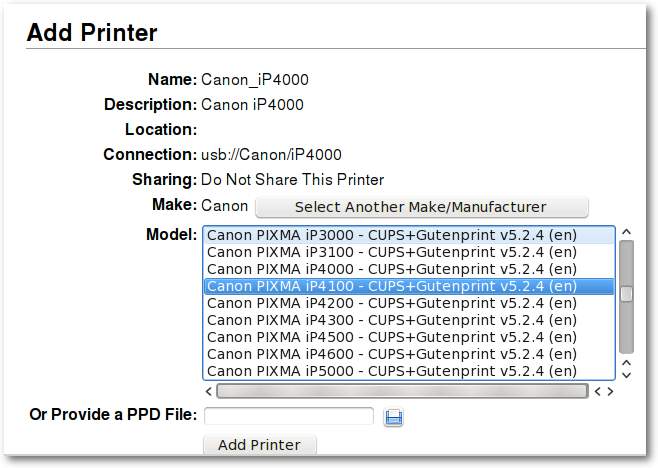 Add Printer
Name: Canon_iP4000
Description: Canon iP4000
Location:
Connection: usb://Canon/iP4000
Sharing: Do Not Share This Printer
Make: Canon Select Another Make/Manufacturer
Model: Canon PIXMA iP3000 - CUPS+Gutenprint v5.2.4 (en)
Canon PIXMA iP3100 - CUPS+Gutenprint v5.2.4 (en)
Canon PIXMA iP4000 - CUPS+Gutenprint v5.2.4 (en)
Canon PIXMA iP4100 - CUPS+Gutenprint v5.2.4 (en)
Canon PIXMA iP4200 - CUPS+Gutenprint v5.2.4 (en)
Canon PIXMA iP4300 - CUPS+Gutenprint v5.2.4 (en)
Canon PIXMA iP4500 - CUPS+Gutenprint v5.2.4 (en)
Canon PIXMA iP4600 - CUPS+Gutenprint v5.2.4 (en)
Canon PIXMA iP5000 - CUPS+Gutenprint v5.2.4 (en)
Or Provide a PPD File:
Add Printer